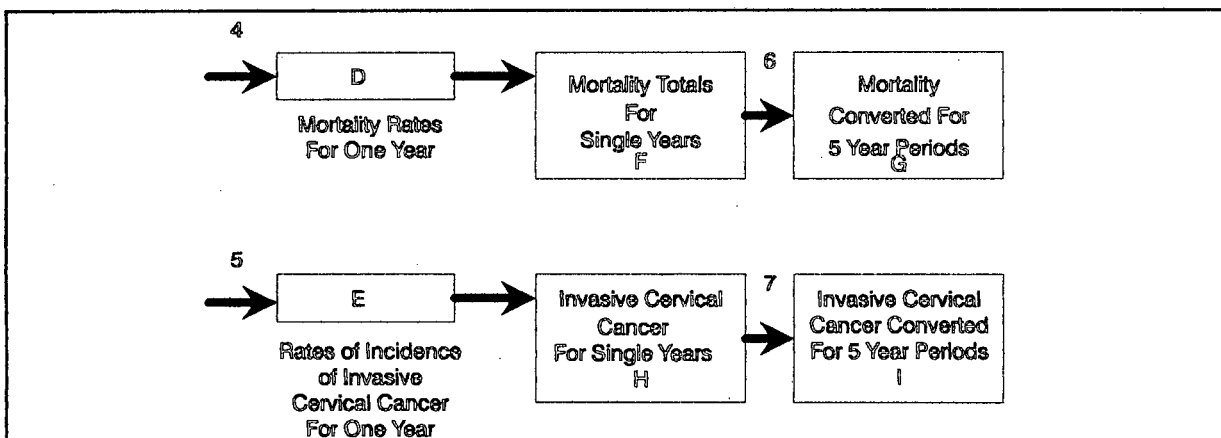 4
D
Mortality Rates
For One Year
Mortality Totals
For
Single Years
F
6
Mortality
Converted For
5 Year Periods
G
5
E
Rates of Incidence
of Invasive
Cervical Cancer
For One Year
Invasive Cervical
Cancer
For Single Years
H
7
Invasive Cervical
Cancer Converted
For 5 Year Periods
I